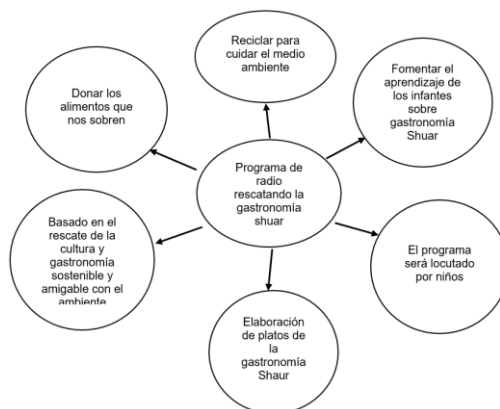 Reciclar para
cuidar el medio
ambiente
Fomentar el
aprendizaje de
los infantes
sobre
gastronomía
Shuar
Donar los
alimentos que
nos sobren
Programa de
radio
rescatando la
gastronomía
shuar
Basado en el
rescate de la
cultura y
gastronomía
sostenible y
amigable con el
ambiente
El programa
será locutado
por niños
Elaboración
de platos de
la
gastronomía
Shaur